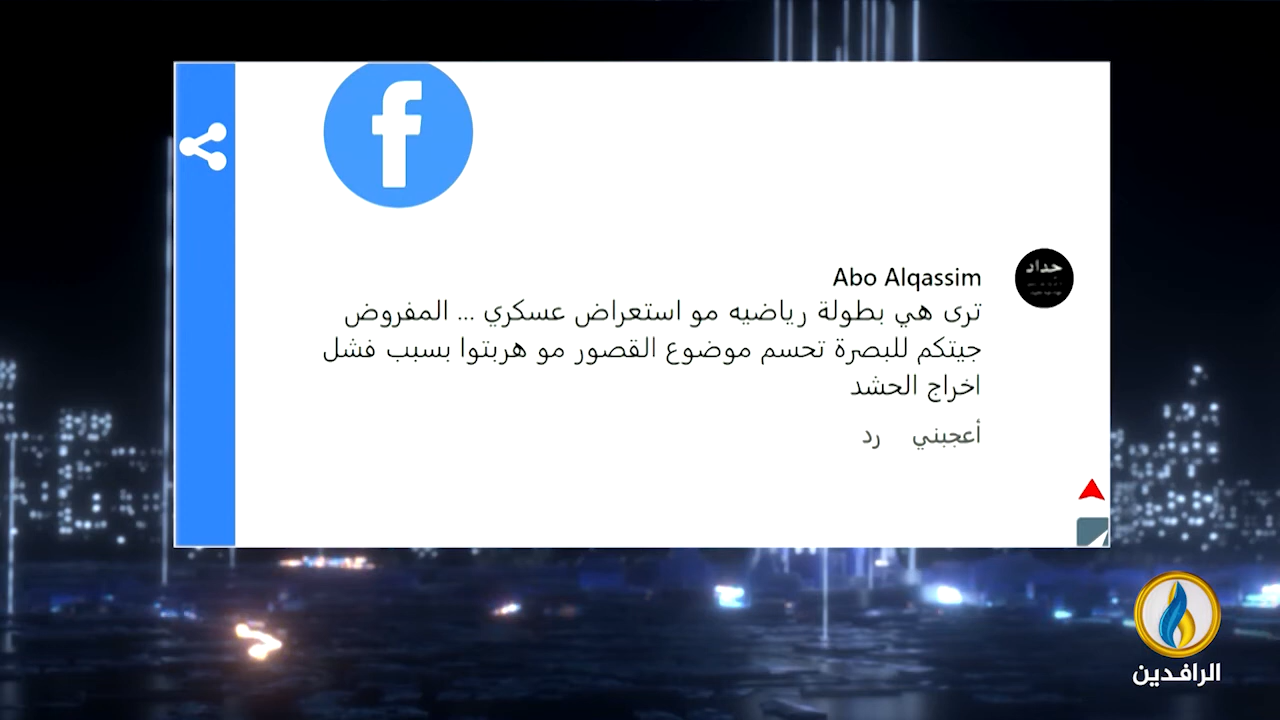 Abo Alqassim
حداد
ترى هي بطولة رياضيه مو استعراض عسكري ... المفروض
جيتكم للبصرة تحسم موضوع القصور مو هربتوا بسبب فشل
اخراج الحشد
أعجبني رد
الرافدين